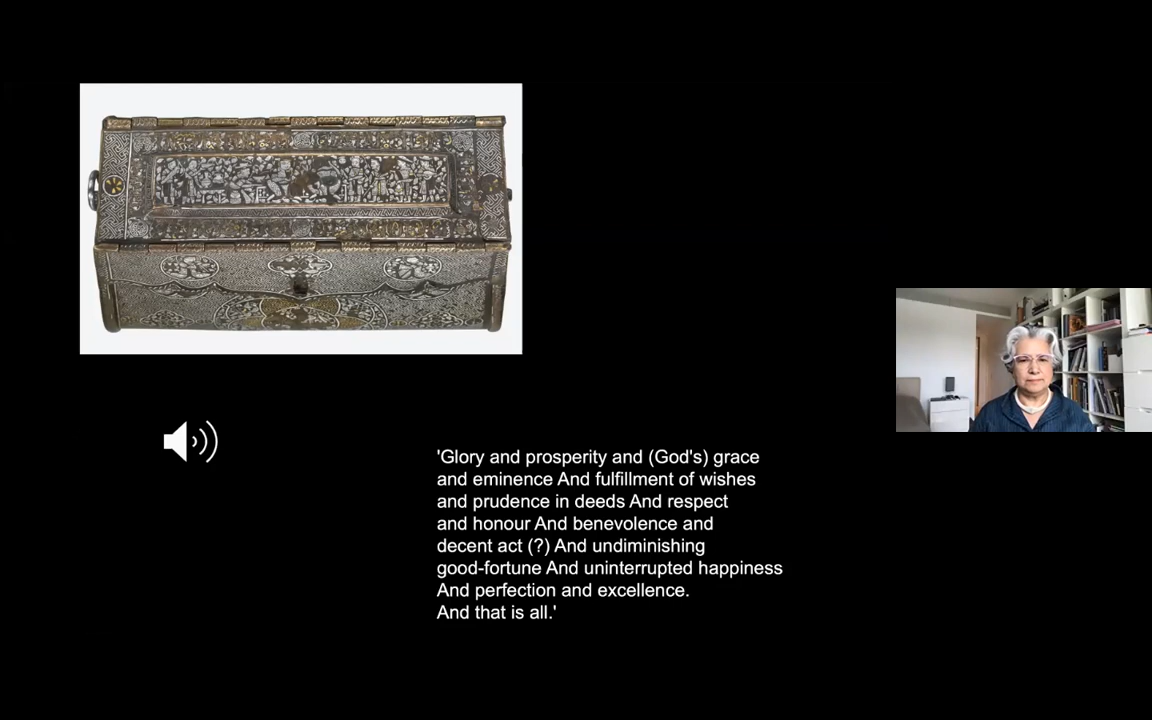 'Glory and prosperity and (God's) grace
and eminence And fulfillment of wishes
and prudence in deeds And respect
and honour And benevolence and
decent act (?) And undiminishing
good-fortune And uninterrupted happiness
And perfection and excellence.
And that is all.'